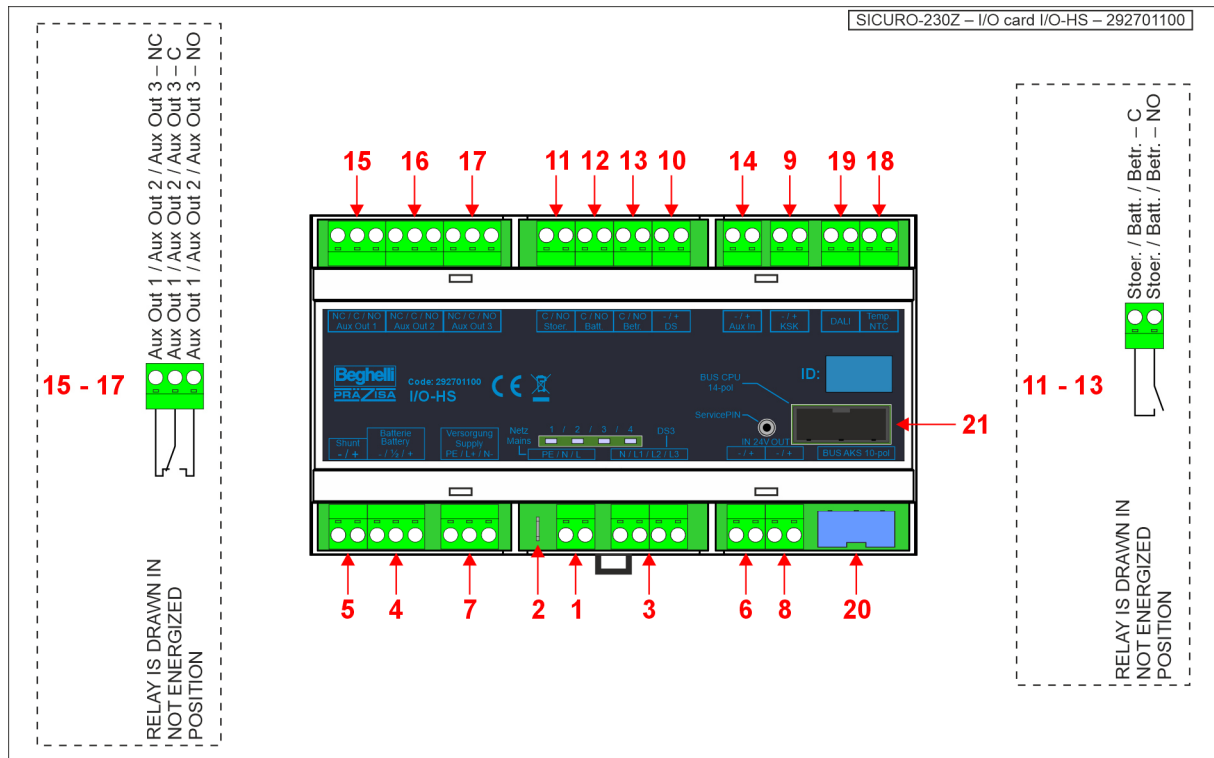 SICURO-230Z – I/O card I/O-HS – 292701100
Aux Out 1 / Aux Out 2 / Aux Out 3 – NC
Aux Out 1 / Aux Out 2 / Aux Out 3 – C
Aux Out 1 / Aux Out 2 / Aux Out 3 – NO
15 - 17
RELAY IS DRAWN IN
NOT ENERGIZED
POSITION
15 16 17 11 12 13 10 14 9 19 18
NC / C / NO NC / C / NO NC / C / NO C / NO C / NO C / NO - / + - / + - / + DALI Temp
Aux Out 1 Aux Out 2 Aux Out 3 Stoer Batt. Betr. DS Aux In KSK NTC
Beghelli
PRÄZISA
Code: 292701100
I/O-HS
CE
BUS CPU
14-pol
ID:
ServicePIN
21
Shunt
- / +
Batterie
Battery
- / ½ / +
Versorgung
Supply
PE / L+ / N-
Netz
Mains
1 / 2 / 3 / 4
DS3
PE / N / L
N / L1 / L2 / L3
IN 24V OUT
- / + - / +
BUS AKS 10-pol
5 4 7 2 1 3 6 8 20
Stoer. / Batt. / Betr. – C
Stoer. / Batt. / Betr. – NO
11 - 13
RELAY IS DRAWN IN
NOT ENERGIZED
POSITION